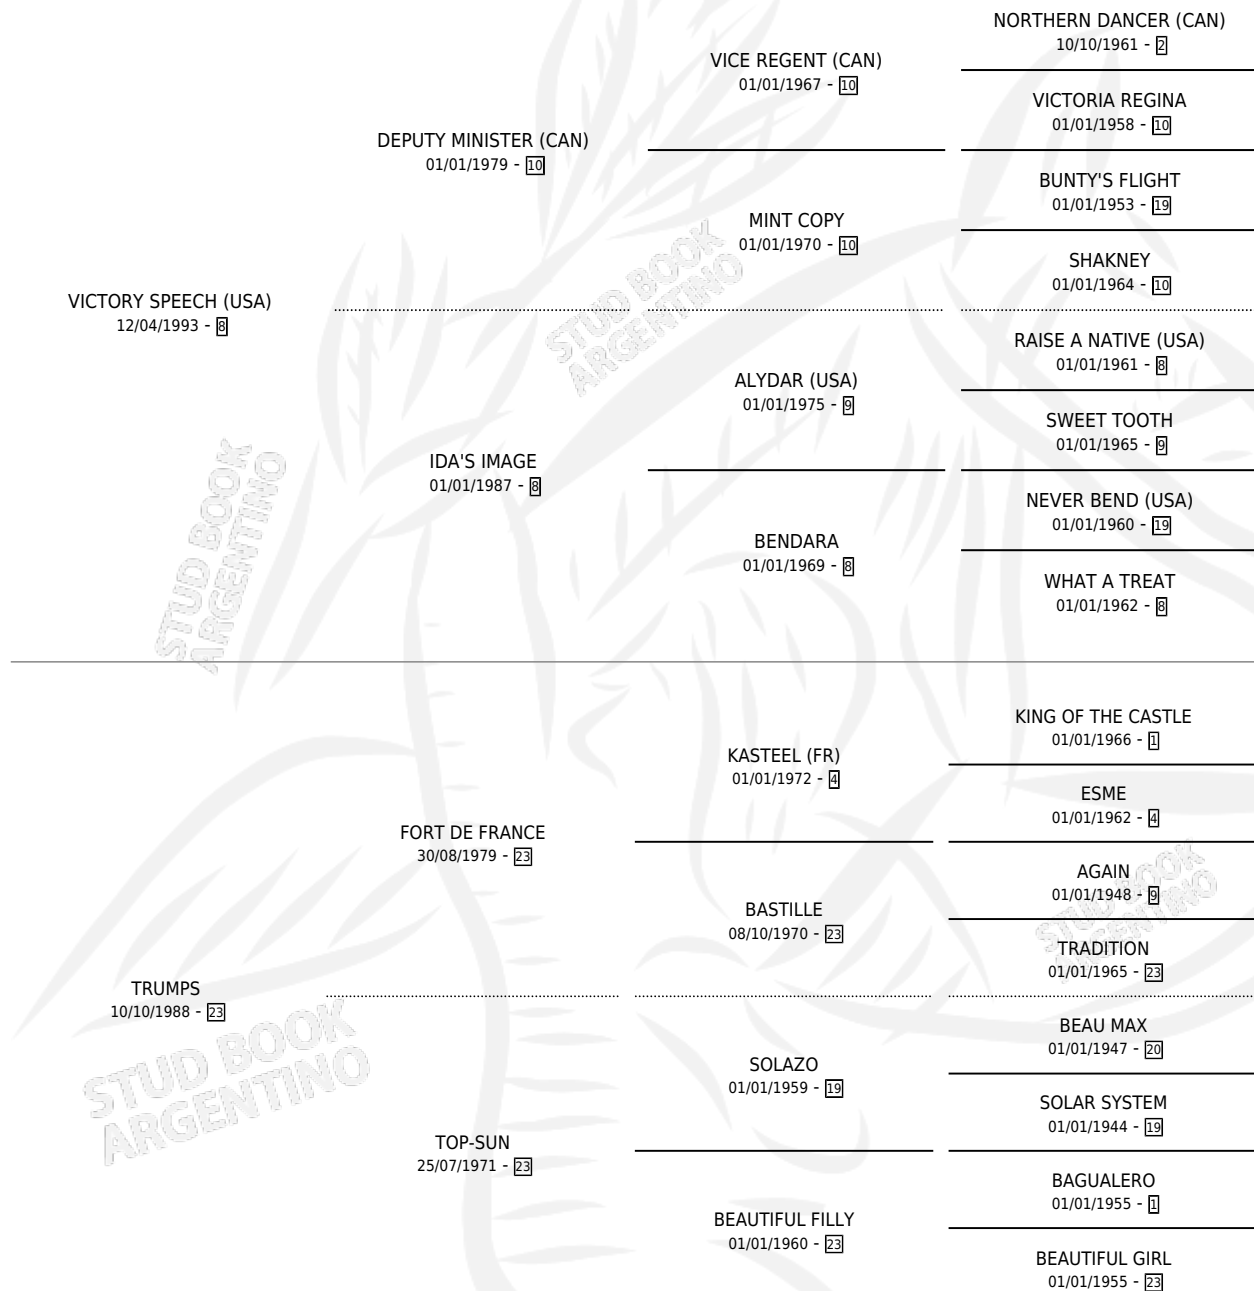 NORTHERN DANCER (CAN)
10/10/1961 - 2
VICE REGENT (CAN)
01/01/1967 - 10
VICTORIA REGINA
01/01/1958 - 10
DEPUTY MINISTER (CAN)
01/01/1979 - 10
BUNTY'S FLIGHT
01/01/1953 - 19
MINT COPY
01/01/1970 - 10
SHAKNEY
01/01/1964 - 10
VICTORY SPEECH (USA)
12/04/1993 - 8
RAISE A NATIVE (USA)
01/01/1961 - 8
ALYDAR (USA)
01/01/1975 - 9
SWEET TOOTH
01/01/1965 - 9
IDA'S IMAGE
01/01/1987 - 8
NEVER BEND (USA)
01/01/1960 - 19
BENDARA
01/01/1969 - 8
WHAT A TREAT
01/01/1962 - 8
KING OF THE CASTLE
01/01/1966 - 1
KASTEEL (FR)
01/01/1972 - 4
ESME
01/01/1962 - 4
FORT DE FRANCE
30/08/1979 - 23
AGAIN
01/01/1948 - 9
BASTILLE
08/10/1970 - 23
TRADITION
01/01/1965 - 23
TRUMPS
10/10/1988 - 23
BEAU MAX
01/01/1947 - 20
SOLAZO
01/01/1959 - 19
SOLAR SYSTEM
01/01/1944 - 19
TOP-SUN
25/07/1971 - 23
BAGUALERO
01/01/1955 - 1
BEAUTIFUL FILLY
01/01/1960 - 23
BEAUTIFUL GIRL
01/01/1955 - 23
STUD BOOK
ARGENTINO
STUD BOOK
ARGENTINO
STUD BOOK
ARGENTINO
STUD BOOK
ARGENTINO